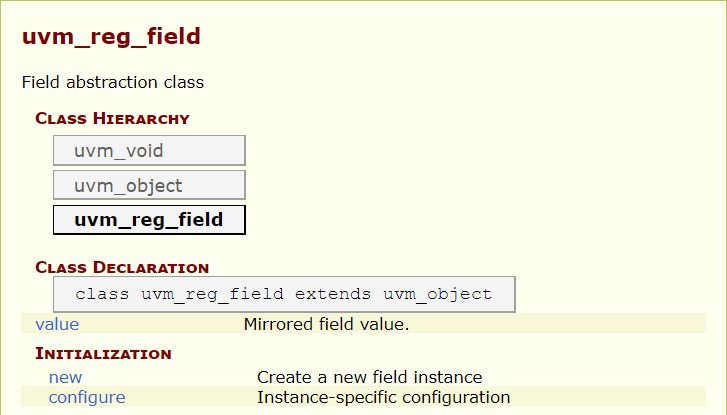 uvm_reg_field
Field abstraction class
CLASS HIERARCHY
uvm_void
uvm_object
uvm_reg_field
CLASS DECLARATION
class uvm_reg_field extends uvm_object
value Mirrored field value.
INITIALIZATION
new Create a new field instance
configure Instance-specific configuration